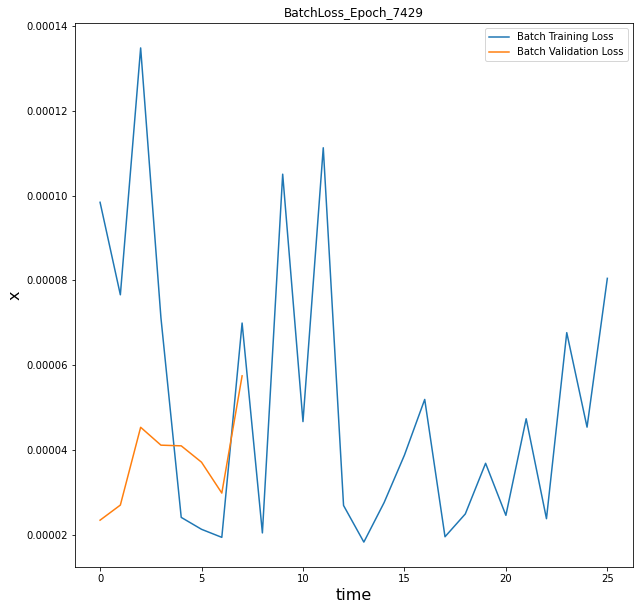 BatchLoss_Epoch_7429
Batch Training Loss
Batch Validation Loss
0.00014
0.00012
0.00010
0.00008
0.00006
0.00004
0.00002
x
0 5 10 15 20 25
time